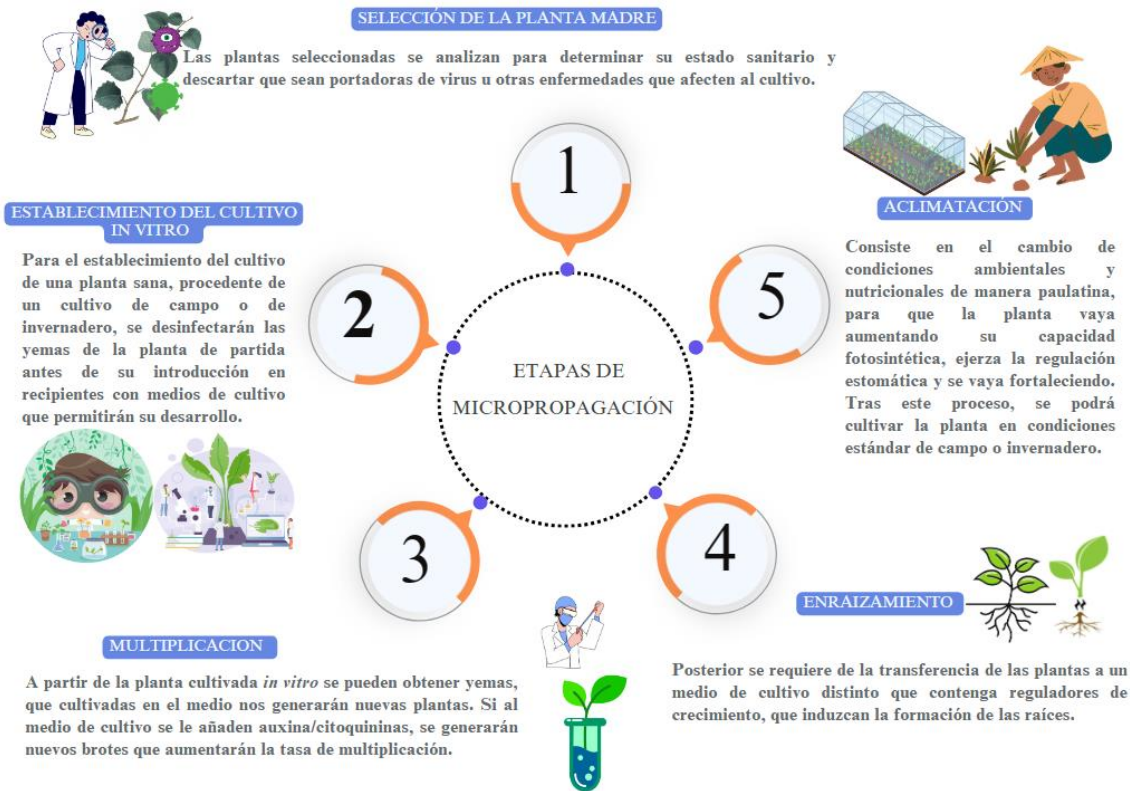 SELECCIÓN DE LA PLANTA MADRE
Las plantas seleccionadas se analizan para determinar su estado sanitario y
descartar que sean portadoras de virus u otras enfermedades que afecten al cultivo.
1
ESTABLECIMIENTO DEL CULTIVO
IN VITRO
Para el establecimiento del cultivo
de una planta sana, procedente de
un cultivo de campo o de
invernadero, se desinfectarán las
yemas de la planta de partida
antes de su introducción en
recipientes con medios de cultivo
que permitirán su desarrollo.
2
ETAPAS DE
MICROPROPAGACIÓN
3
MULTIPLICACION
A partir de la planta cultivada in vitro se pueden obtener yemas,
que cultivadas en el medio nos generarán nuevas plantas. Si al
medio de cultivo se le añaden auxina/citoquininas, se generarán
nuevos brotes que aumentarán la tasa de multiplicación.
4
ENRAIZAMIENTO
Posterior se requiere de la transferencia de las plantas a un
medio de cultivo distinto que contenga reguladores de
crecimiento, que induzcan la formación de las raíces.
5
ACLIMATACIÓN
Consiste en el cambio de
condiciones ambientales y
nutricionales de manera paulatina,
para que la planta vaya
aumentando su capacidad
fotosintética, ejerza la regulación
estomática y se vaya fortaleciendo.
Tras este proceso, se podrá
cultivar la planta en condiciones
estándar de campo o invernadero.